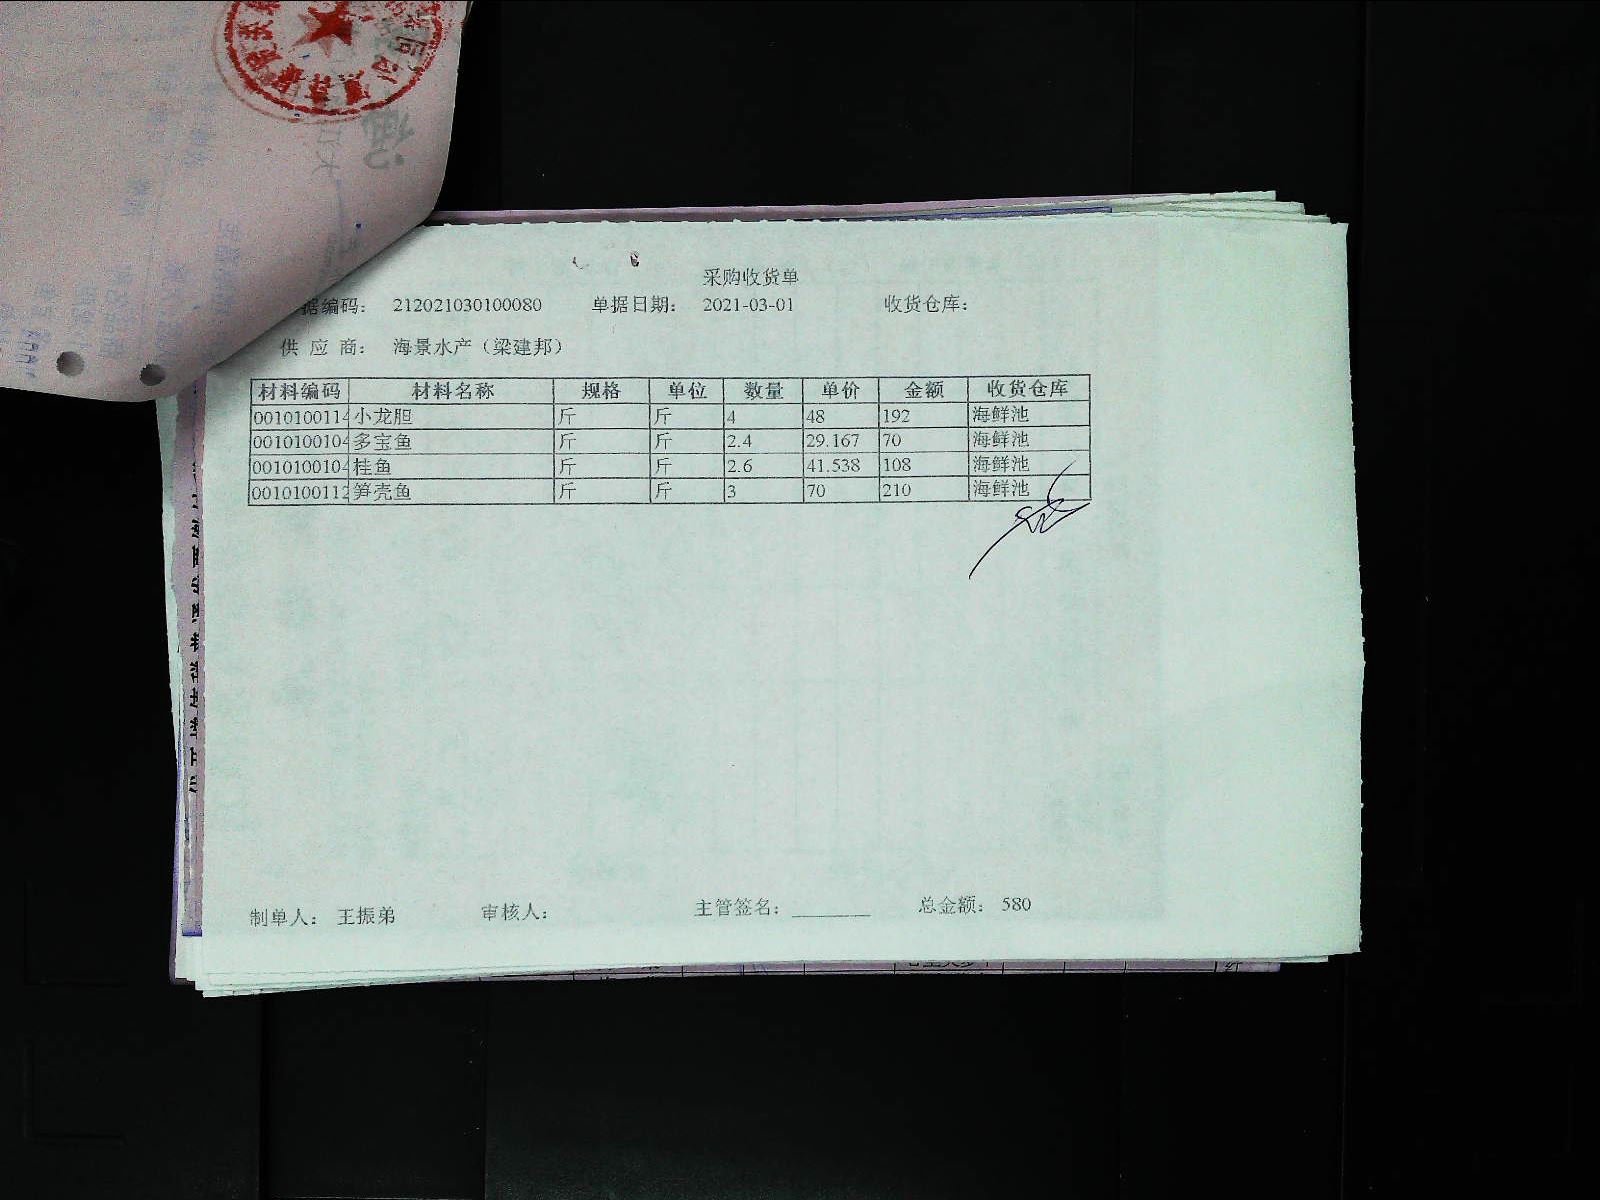 采购收货单
据编码： 212021030100080 单据日期： 2021-03-01 收货仓库：
供 应 商： 海景水产（梁建邦）
材料编码 材料名称 规格 单位 数量 单价 金额 收货仓库
0010100114 小龙胆 斤 斤 4 48 192 海鲜池
0010100104 多宝鱼 斤 斤 2.4 29.167 70 海鲜池
0010100104 桂鱼 斤 斤 2.6 41.538 108 海鲜池
0010100112 笋壳鱼 斤 斤 3 70 210 海鲜池
制单人： 王振弟 审核人： 主管签名：________ 总金额： 580